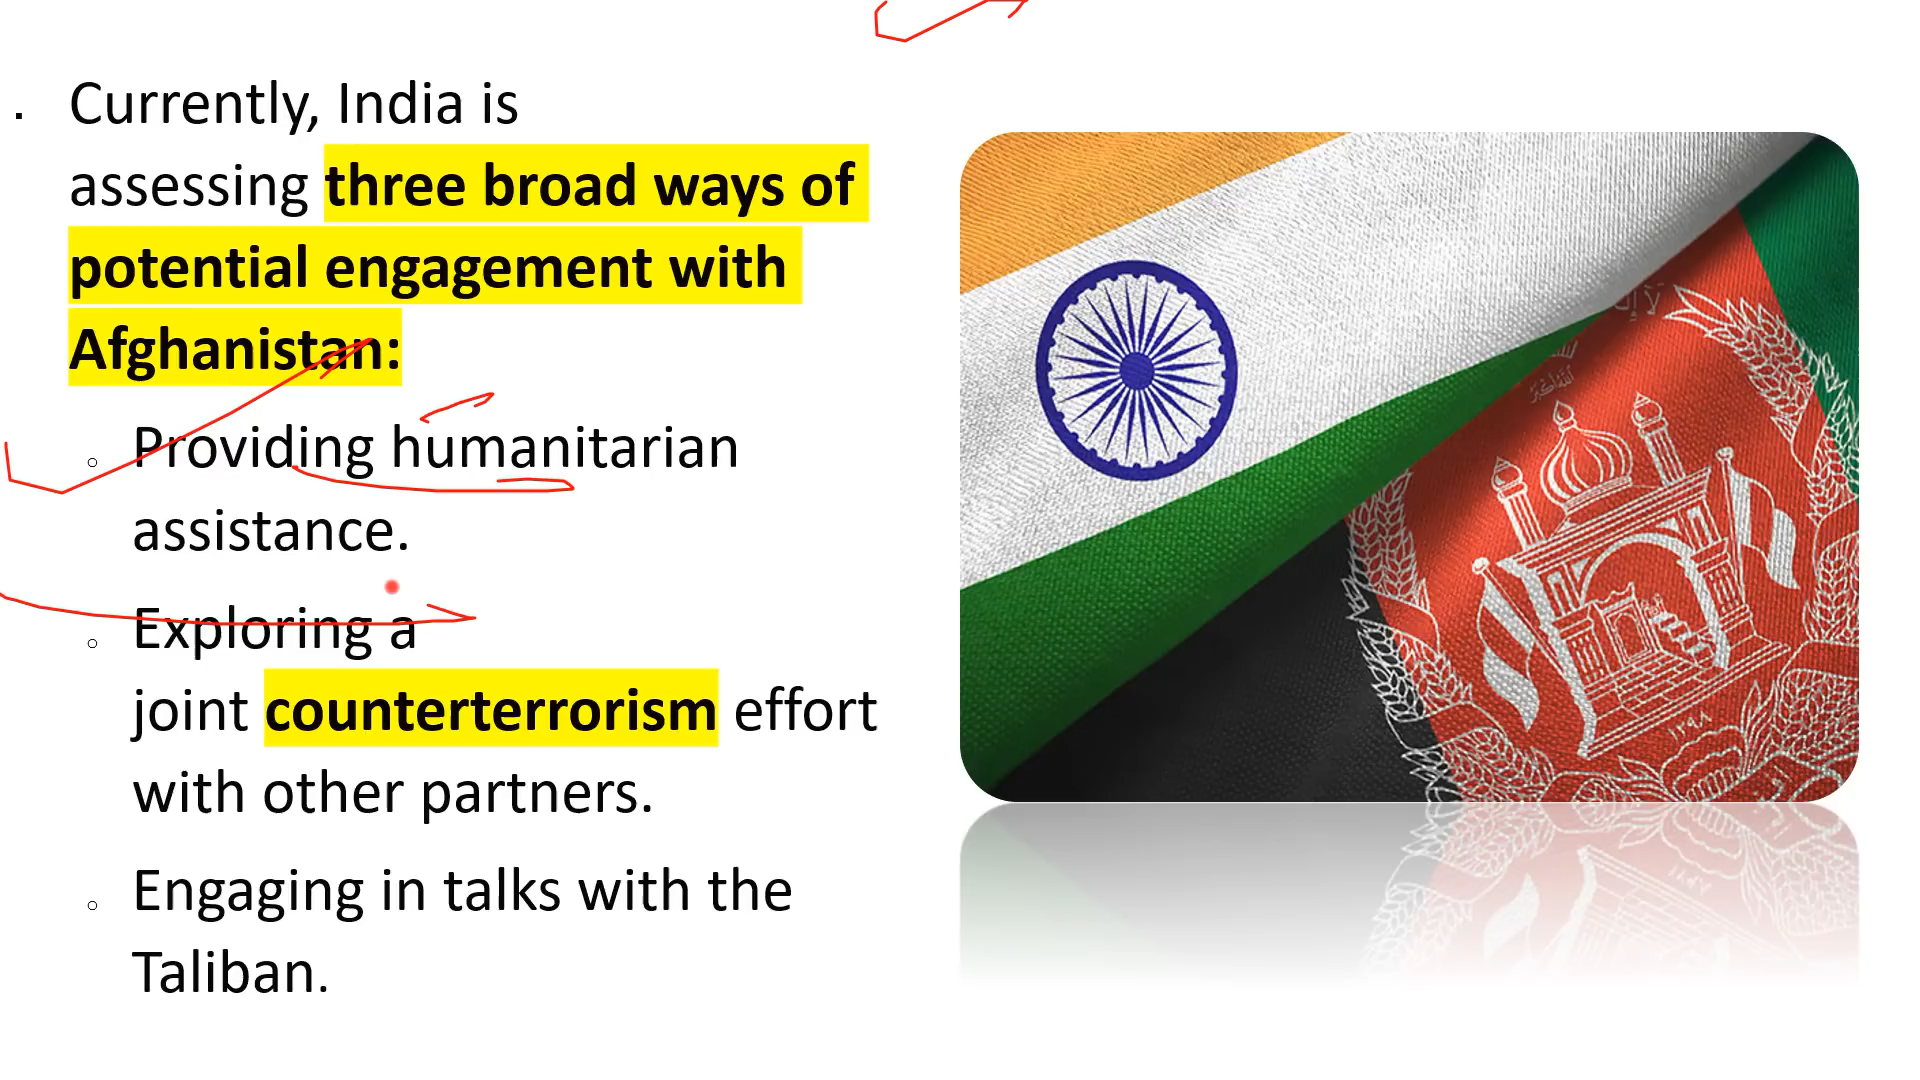 Currently, India is
assessing three broad ways of
potential engagement with
Afghanistan:
Providing humanitarian
assistance.
Exploring a
joint counterterrorism effort
with other partners.
Engaging in talks with the
Taliban.